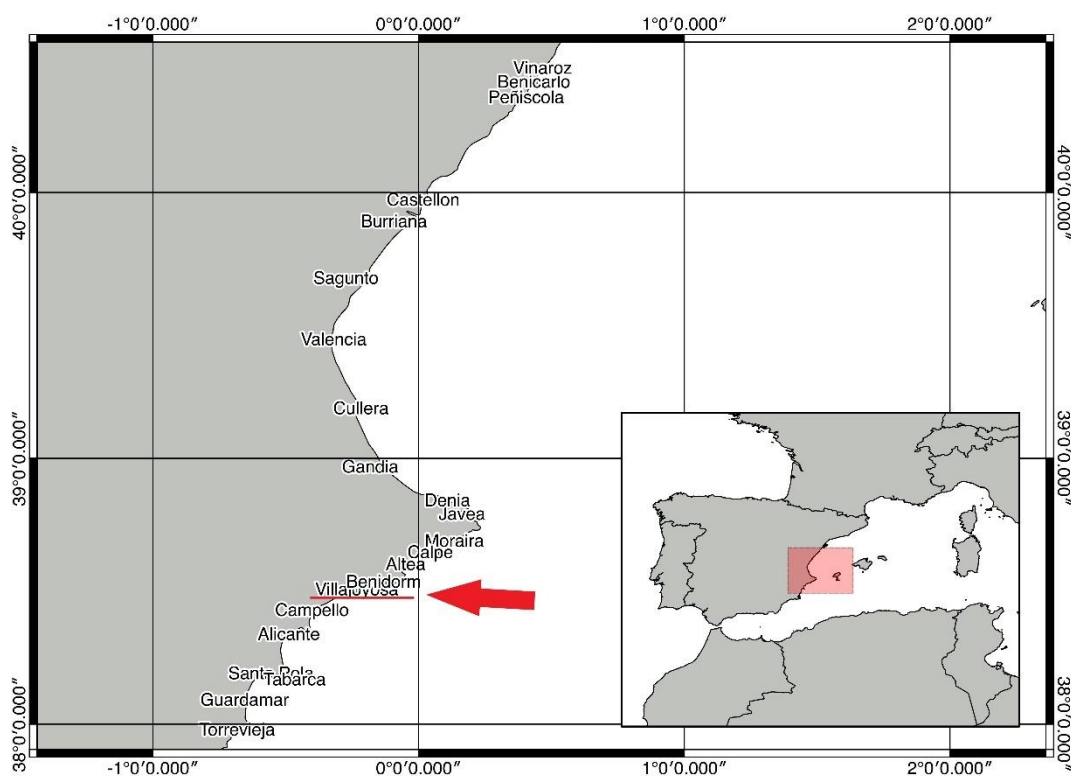 -1°0'0.000″ 0°0'0.000″ 1°0'0.000″ 2°0'0.000″
Vinaroz
Benicarlo
Peñiscola
40°0'0.000″ 40°0'0.000″
Castellon
Burriana
Sagunto
Valencia
Cullera
39°0'0.000″ 39°0'0.000″
Gandia
Denia
Javea
Moraira
Calpe
Altea
Benidorm
Villajoyosa
Campello
Alicante
Santa Pola
Tabarca
Guardamar
38°0'0.000″ 38°0'0.000″
Torrevieja
-1°0'0.000″ 0°0'0.000″ 1°0'0.000″ 2°0'0.000″